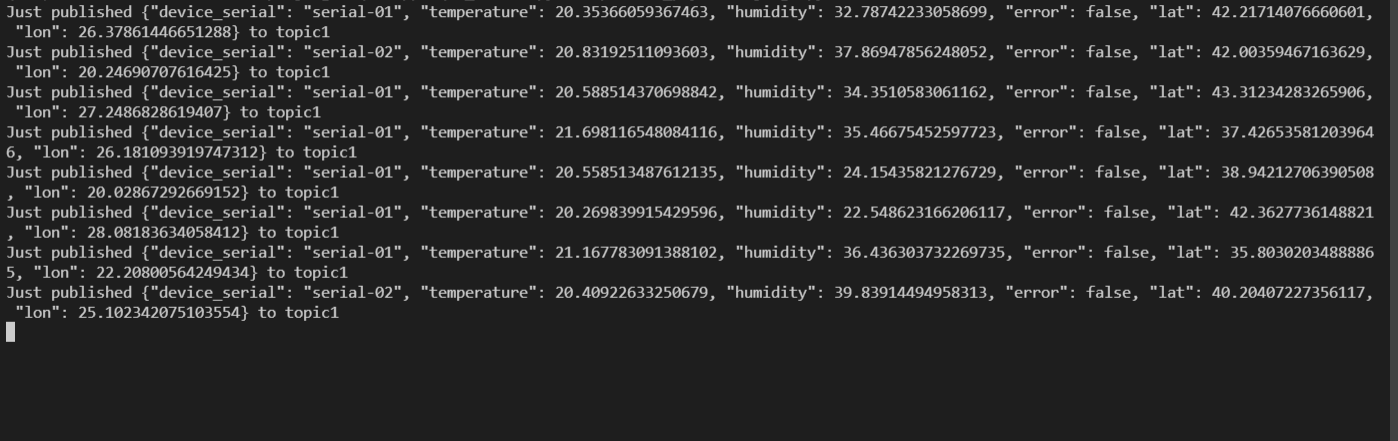 Just published {"device_serial": "serial-01", "temperature": 20.35366059367463, "humidity": 32.78742233058699, "error": false, "lat": 42.21714076660601,
"lon": 26.37861446651288} to topic1
Just published {"device_serial": "serial-02", "temperature": 20.83192511093603, "humidity": 37.86947856248052, "error": false, "lat": 42.00359467163629,
"lon": 20.24690707616425} to topic1
Just published {"device_serial": "serial-01", "temperature": 20.588514370698842, "humidity": 34.3510583061162, "error": false, "lat": 43.31234283265906,
"lon": 27.2486828619407} to topic1
Just published {"device_serial": "serial-01", "temperature": 21.698116548084116, "humidity": 35.46675452597723, "error": false, "lat": 37.42653581203964
6, "lon": 26.181093919747312} to topic1
Just published {"device_serial": "serial-01", "temperature": 20.558513487612135, "humidity": 24.15435821276729, "error": false, "lat": 38.94212706390508
, "lon": 20.02867292669152} to topic1
Just published {"device_serial": "serial-01", "temperature": 20.269839915429596, "humidity": 22.548623166206117, "error": false, "lat": 42.3627736148821
, "lon": 28.08183634058412} to topic1
Just published {"device_serial": "serial-01", "temperature": 21.167783091388102, "humidity": 36.436303732269735, "error": false, "lat": 35.8030203488886
5, "lon": 22.20800564249434} to topic1
Just published {"device_serial": "serial-02", "temperature": 20.40922633250679, "humidity": 39.83914494958313, "error": false, "lat": 40.20407227356117,
"lon": 25.102342075103554} to topic1